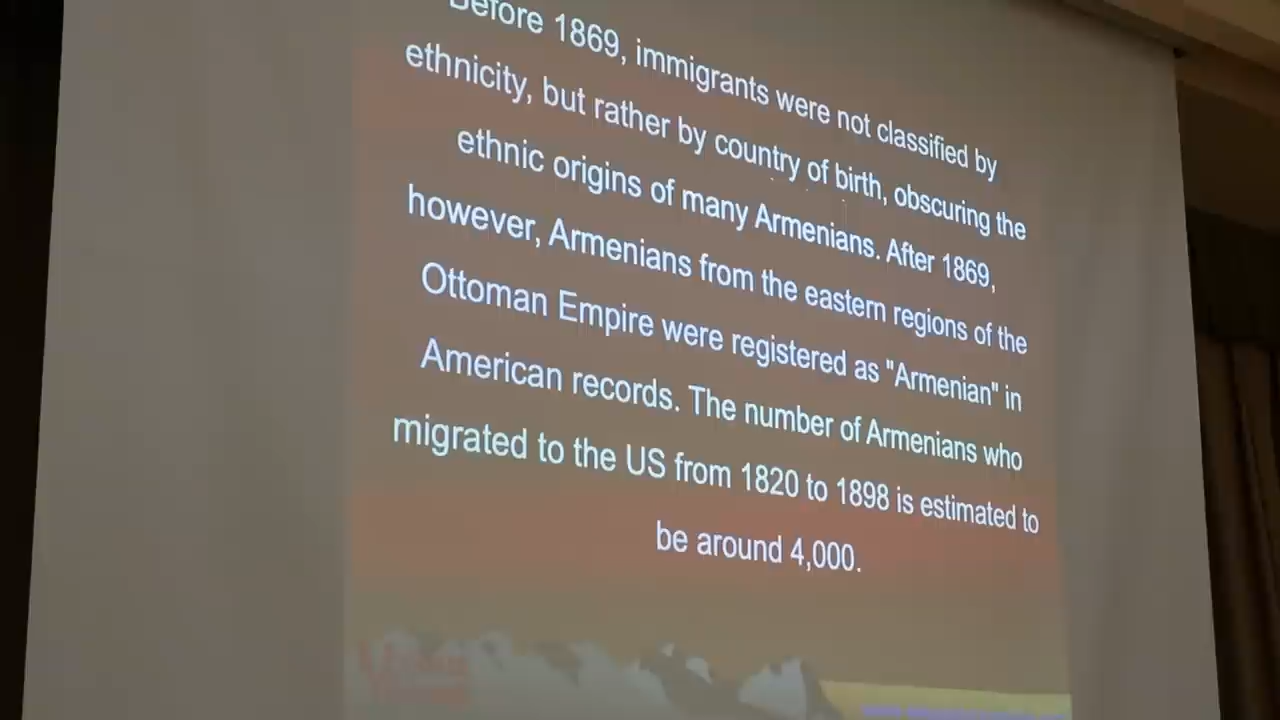 Before 1869, immigrants were not classified by
ethnicity, but rather by country of birth, obscuring the
ethnic origins of many Armenians. After 1869,
however, Armenians from the eastern regions of the
Ottoman Empire were registered as "Armenian" in
American records. The number of Armenians who
migrated to the US from 1820 to 1898 is estimated to
be around 4,000.